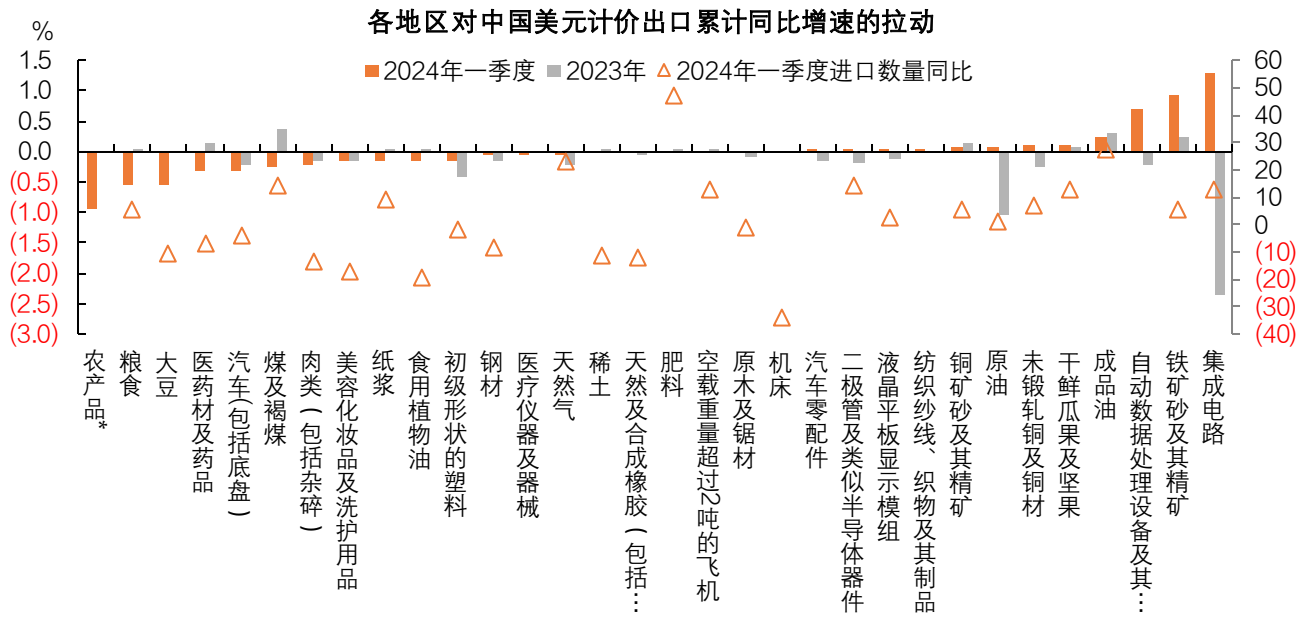 各地区对中国美元计价出口累计同比增速的拉动
%
2024年一季度 2023年 2024年一季度进口数量同比
1.5
1.0
0.5
0.0
(0.5)
(1.0)
(1.5)
(2.0)
(2.5)
(3.0)
60
50
40
30
20
10
0
(10)
(20)
(30)
(40)
农产品*
粮食
大豆
医药材及药品
汽车(包括底盘)
煤及褐煤
肉类(包括杂碎)
美容化妆品及洗护用品
纸浆
食用植物油
初级形状的塑料
钢材
医疗仪器及器械
天然气
稀土
天然及合成橡胶(包括…
肥料
空载重量超过2吨的飞机
原木及锯材
机床
汽车零配件
二极管及类似半导体器件
液晶平板显示模组
纺织纱线、织物及其制品
铜矿砂及其精矿
原油
未锻轧铜及铜材
干鲜瓜果及坚果
成品油
自动数据处理设备及其…
铁矿砂及其精矿
集成电路